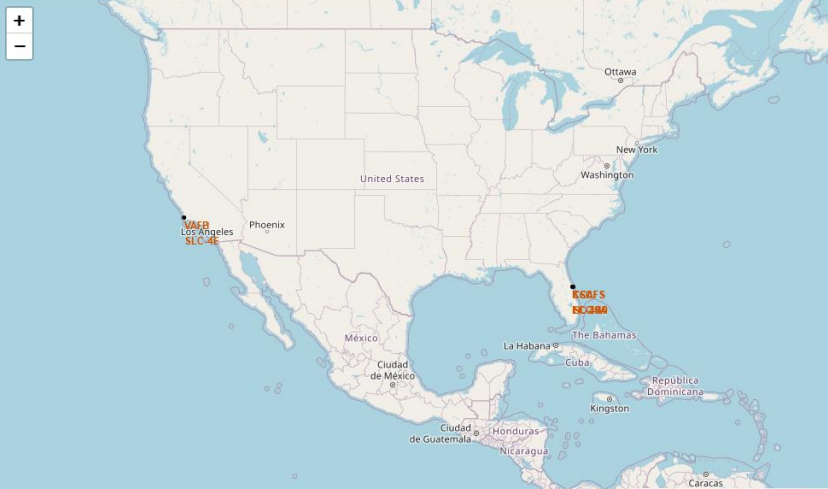 +
−
Ottawa
New York
Washington
United States
VAFB
Los Angeles
Phoenix
SLC-4E
The Bahamas
México
La Habana
Cuba
Ciudad
de México
República
Dominicana
Kingston
Ciudad
de Guatemala
Honduras
Nicaragua
Caracas